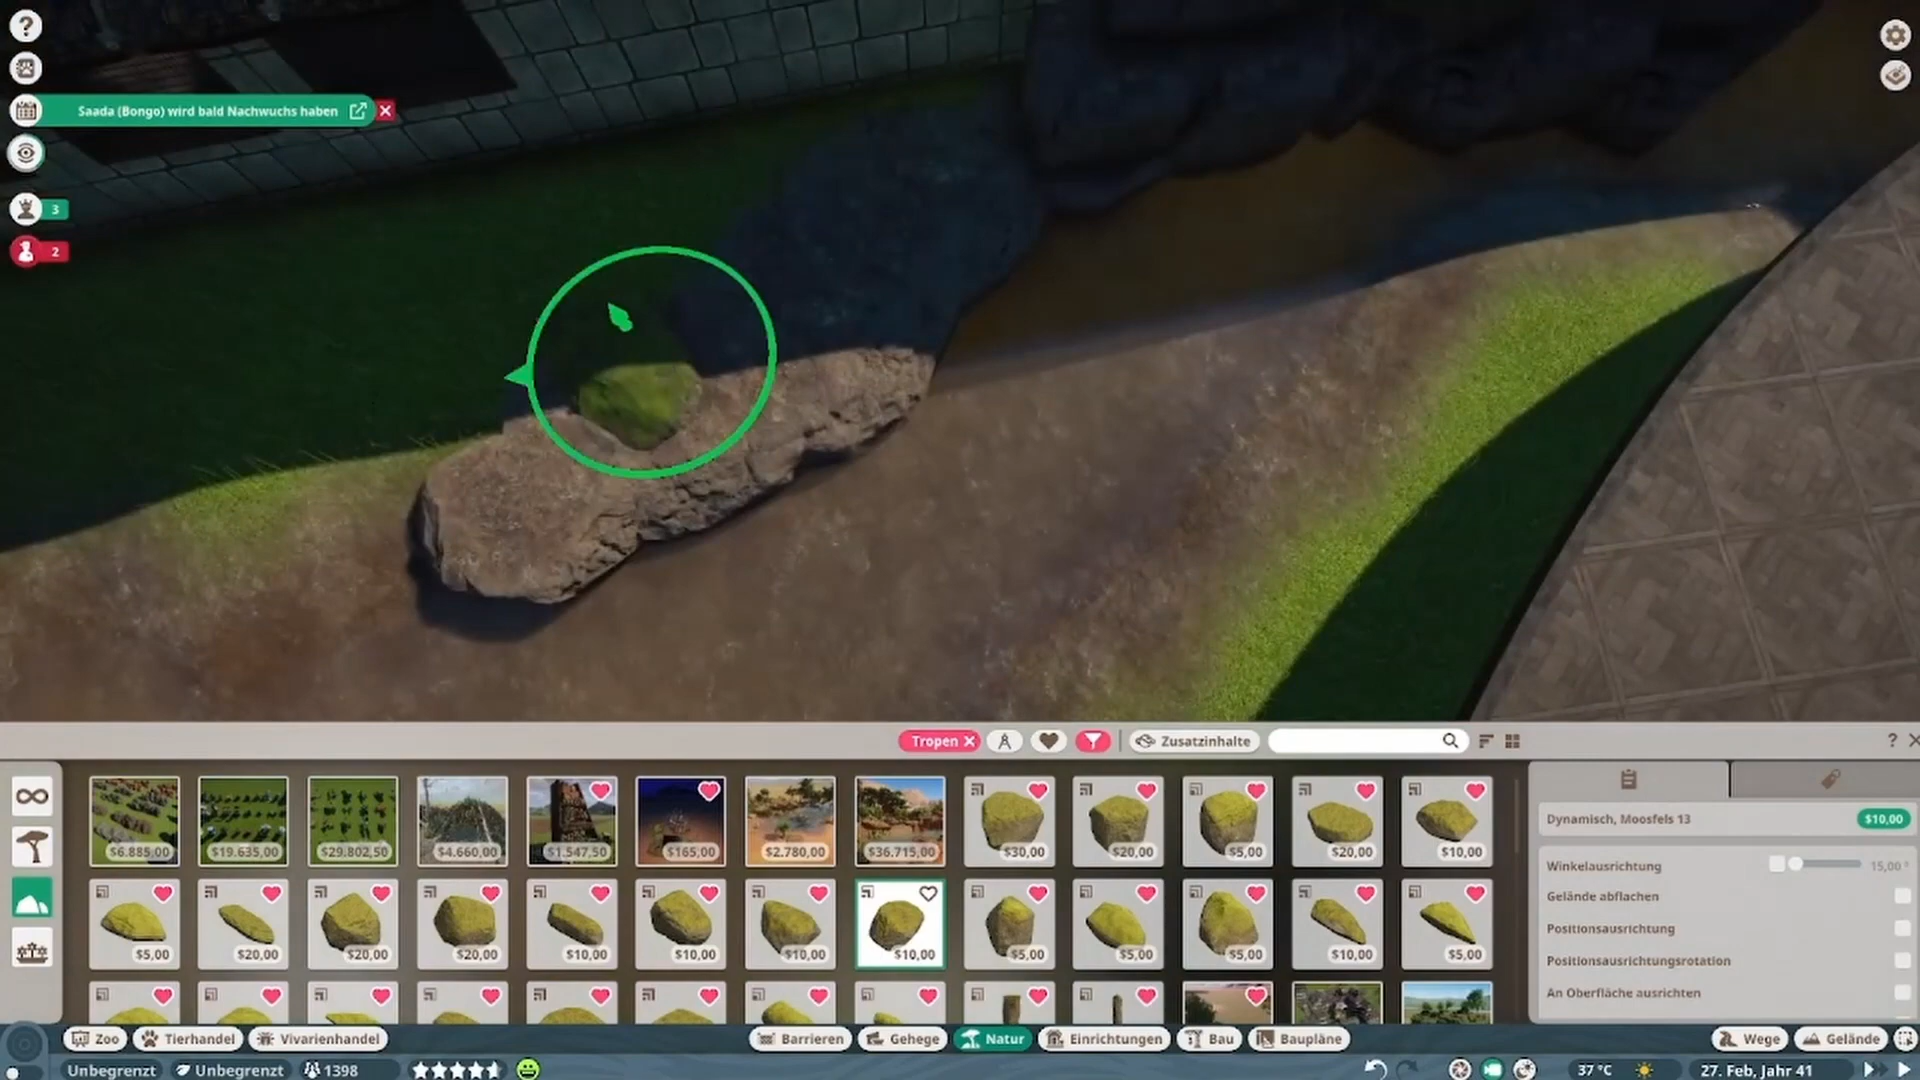 ?
Saada (Bongo) wird bald Nachwuchs haben
3
2
Tropen
Zusatzinhalte
?
$6.885,00 $19.635,00 $29.802,50 $4.660,00 $1.547,50 $165,00 $2.780,00 $36.715,00 $30,00 $20,00 $5,00 $20,00 $10,00
$5,00 $20,00 $20,00 $20,00 $10,00 $10,00 $10,00 $10,00 $5,00 $5,00 $5,00 $10,00 $5,00
Dynamisch, Moosfels 13 $10,00
Winkelausrichtung 15,00 °
Gelände abflachen
Positionsausrichtung
Positionsausrichtungsrotation
An Oberfläche ausrichten
Zoo Tierhandel Vivarienhandel Barrieren Gehege Natur Einrichtungen Bau Baupläne Wege Gelände
Unbegrenzt Unbegrenzt 1398 37 °C 27. Feb, Jahr 41